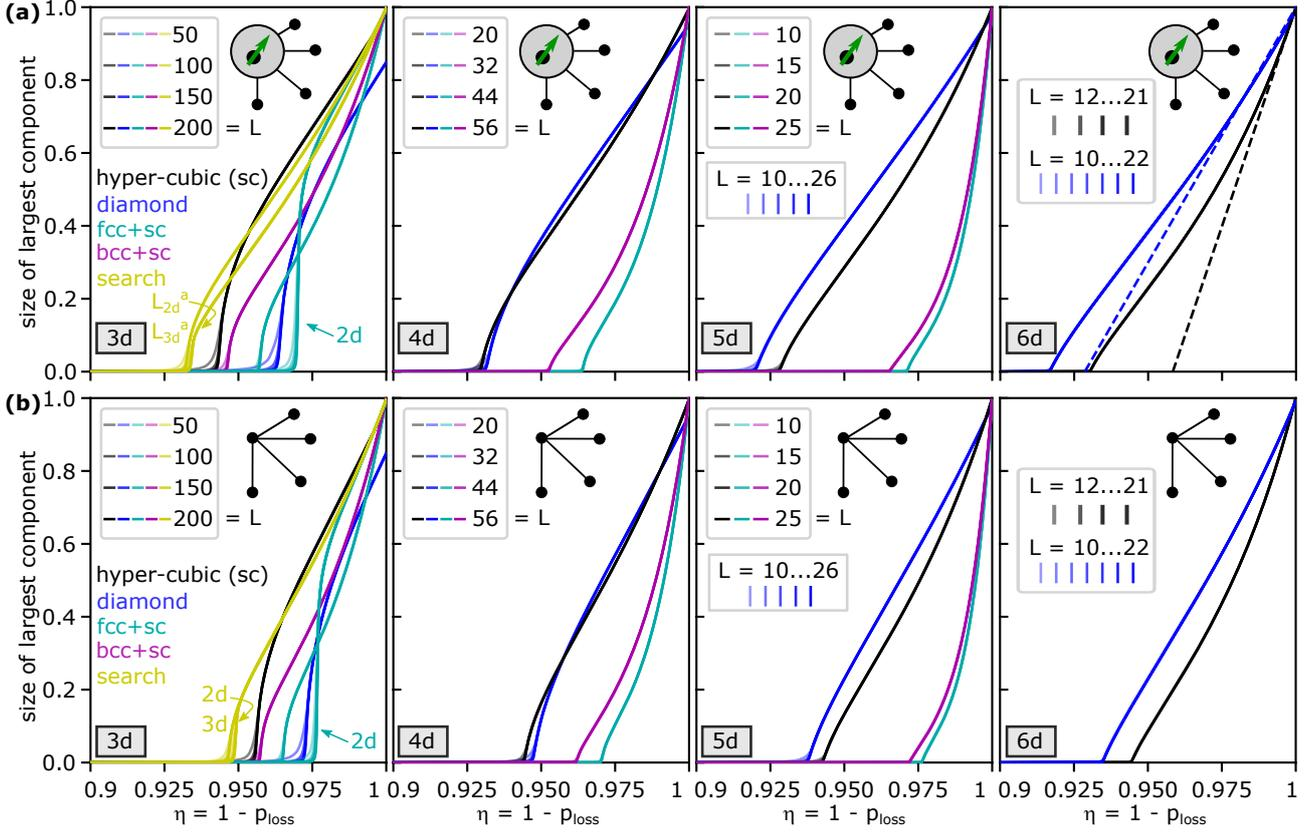 (a)
size of largest component
1.0
0.8
0.6
0.4
0.2
0.0
50
100
150
200 = L
hyper-cubic (sc)
diamond
fcc+sc
bcc+sc
search
L2d a
L3d a
2d
3d
20
32
44
56 = L
4d
10
15
20
25 = L
L = 10...26
5d
L = 12...21
L = 10...22
6d
(b)
size of largest component
1.0
0.8
0.6
0.4
0.2
0.0
50
100
150
200 = L
hyper-cubic (sc)
diamond
fcc+sc
bcc+sc
search
2d
3d
2d
3d
20
32
44
56 = L
4d
10
15
20
25 = L
L = 10...26
5d
L = 12...21
L = 10...22
6d
0.9 0.925 0.950 0.975 1 0.9 0.925 0.950 0.975 1 0.9 0.925 0.950 0.975 1 0.9 0.925 0.950 0.975 1
η = 1 - ploss η = 1 - ploss η = 1 - ploss η = 1 - ploss